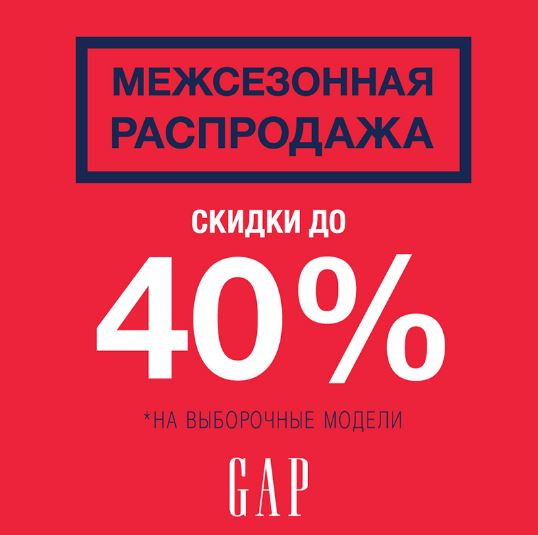 МЕЖСЕЗОННАЯ
РАСПРОДАЖА
СКИДКИ ДО
40%
*НА ВЫБОРОЧНЫЕ МОДЕЛИ
GAP